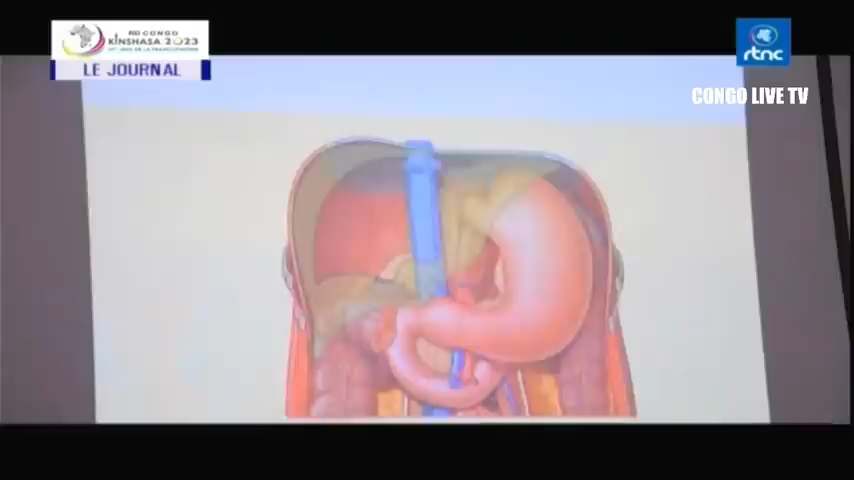 RD CONGO
KINSHASA 2023
LE JOURNAL
rtnc
CONGO LIVE TV